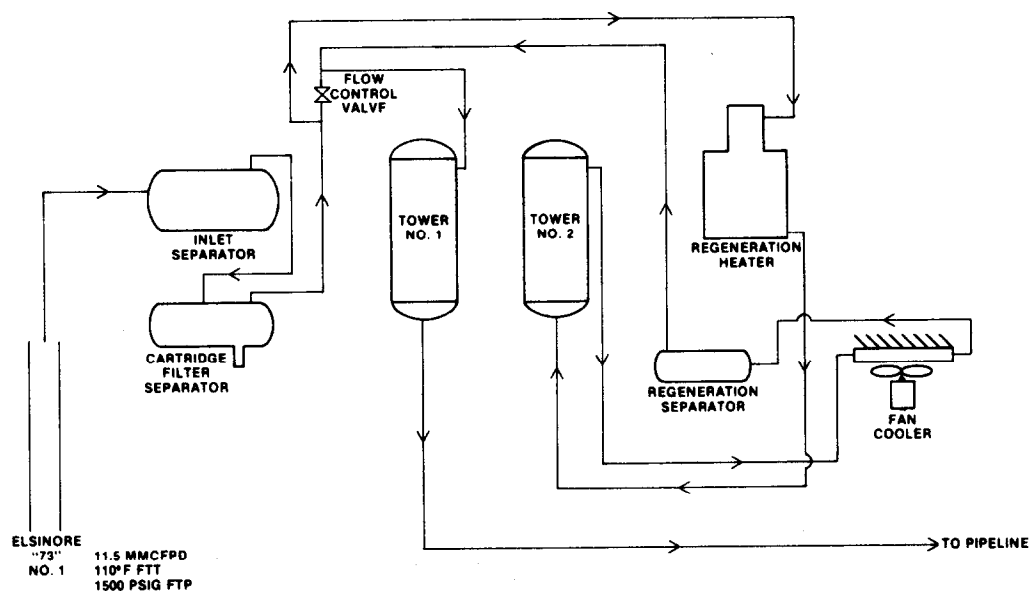 FLOW
CONTROL
VALVF
TOWER
NO. 1
TOWER
NO. 2
INLET
SEPARATOR
REGENERATION
HEATER
CARTRIDGE
FILTER
SEPARATOR
REGENERATION
SEPARATOR
FAN
COOLER
ELSINORE
"73"
NO. 1
11.5 MMCFPD
110°F FTT
1500 PSIG FTP
TO PIPELINE